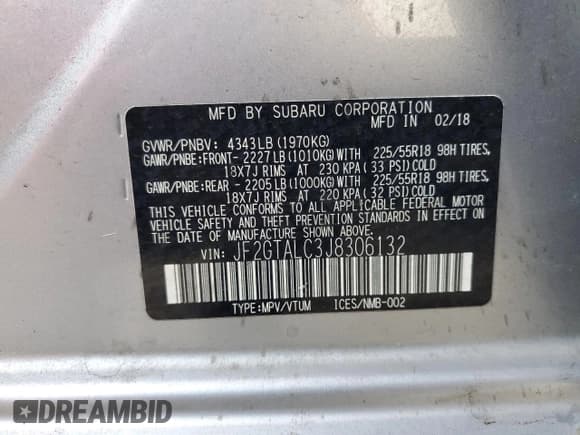 MFD BY SUBARU CORPORATION
MFD IN 02/18
GVWR/PNBV: 4343LB (1970KG)
GAWR/PNBE:FRONT- 2227LB(1010KG)WITH 225/55R18 98H TIRES,
18X7J RIMS AT 230 KPA( 33 PSI)COLD
GAWR/PNBE:REAR - 2205LB(1000KG)WITH 225/55R18 98H TIRES,
18X7J RIMS AT 220 KPA( 32 PSI)COLD
THIS VEHICLE CONFORMS TO ALL APPLICABLE FEDERAL MOTOR
VEHICLE SAFETY AND THEFT PREVENTION STANDARDS IN EFFECT ON
THE DATE OF MANUFACTURE SHOWN ABOVE.
VIN: JF2GTALC3J8306132
TYPE:MPV/VTUM ICES/NMB-002
DREAMBID